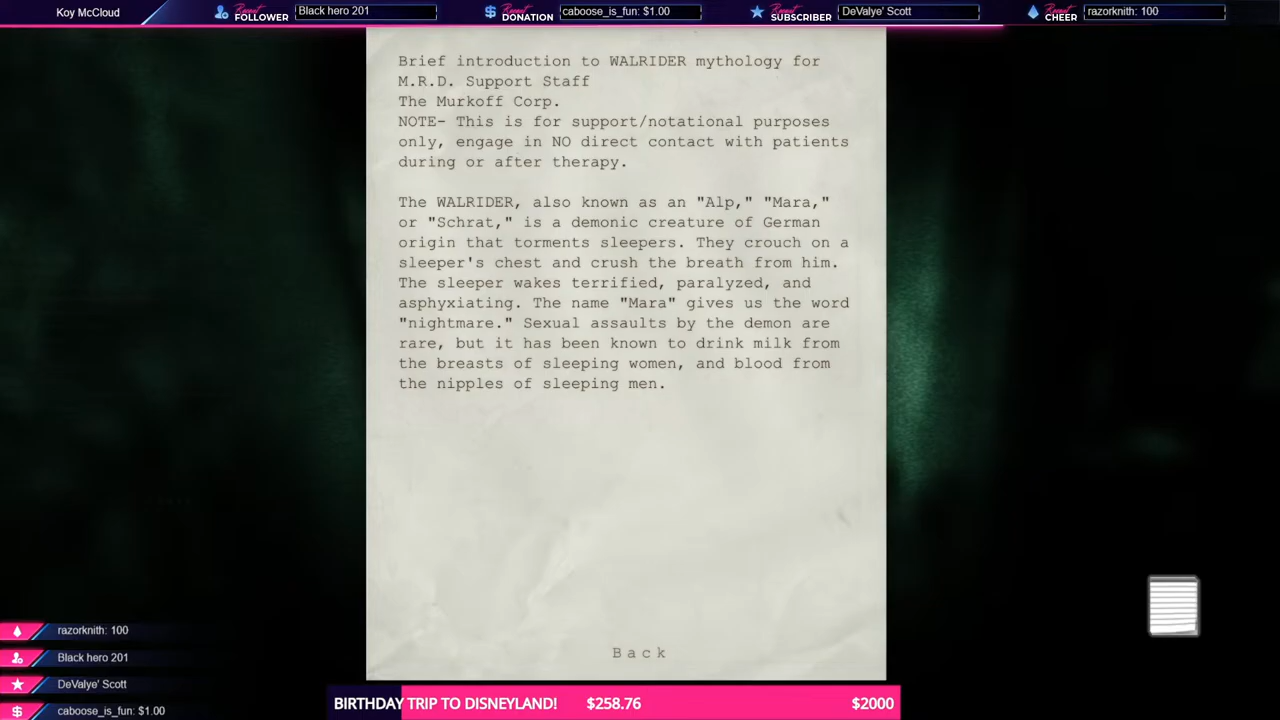 Koy McCloud
Recent FOLLOWER
Black hero 201
Recent DONATION
caboose_is_fun: $1.00
Recent SUBSCRIBER
DeValye' Scott
Recent CHEER
razorknith: 100
Brief introduction to WALRIDER mythology for
M.R.D. Support Staff
The Murkoff Corp.
NOTE- This is for support/notational purposes
only, engage in NO direct contact with patients
during or after therapy.
The WALRIDER, also known as an "Alp," "Mara,"
or "Schrat," is a demonic creature of German
origin that torments sleepers. They crouch on a
sleeper's chest and crush the breath from him.
The sleeper wakes terrified, paralyzed, and
asphyxiating. The name "Mara" gives us the word
"nightmare." Sexual assaults by the demon are
rare, but it has been known to drink milk from
the breasts of sleeping women, and blood from
the nipples of sleeping men.
Back
razorknith: 100
Black hero 201
DeValye' Scott
caboose_is_fun: $1.00
BIRTHDAY TRIP TO DISNEYLAND! $258.76 $2000